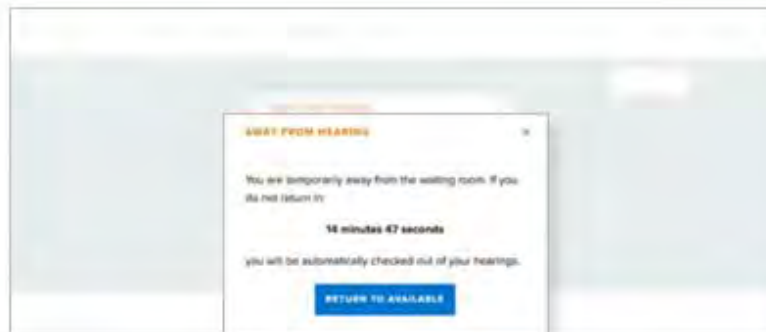 AWAY FROM HEARING ×
You are temporarily away from the waiting room. If you
do not return in:
14 minutes 47 seconds
you will be automatically checked out of your hearings.
RETURN TO AVAILABLE